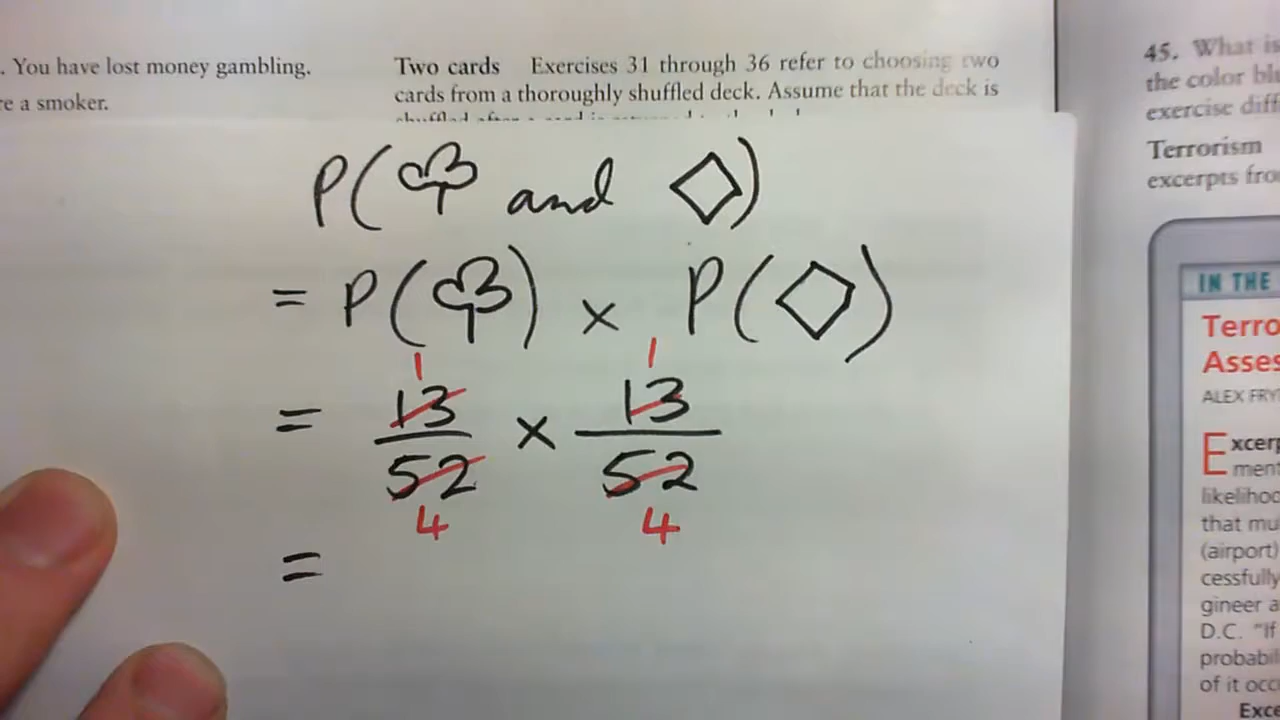 . You have lost money gambling.
re a smoker.
Two cards Exercises 31 through 36 refer to choosing two
cards from a thoroughly shuffled deck. Assume that the deck is
P(♣ and ◇)
= P(♣) × P(◇)
1 1
= 13/52 × 13/52
4 4
=
45. What is
the color
exercise diff
Terrorism
excerpts fro
IN THE
Terro
Asses
ALEX FRY
Excerp
ment
likelihoo
that mu
(airport)
cessfully
gineer a
D.C. "If
probabil
of it occ
Exce